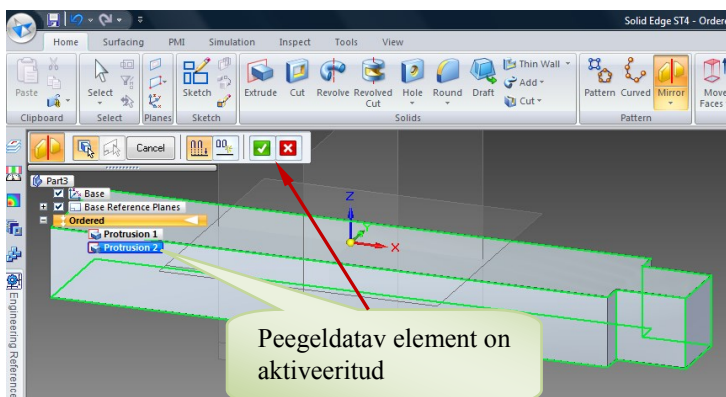 Solid Edge ST4 - Ordere
Home Surfacing PMI Simulation Inspect Tools View
Paste Select Sketch Extrude Cut Revolve Revolved Cut Hole Round Draft Thin Wall Add Cut Pattern Curved Mirror Move Faces
Clipboard Select Planes Sketch Solids Pattern
Cancel
Part3
Base
Base Reference Planes
Ordered
Protrusion 1
Protrusion 2
Z
Y
X
Engineering Reference
Peegeldatav element on
aktiveeritud